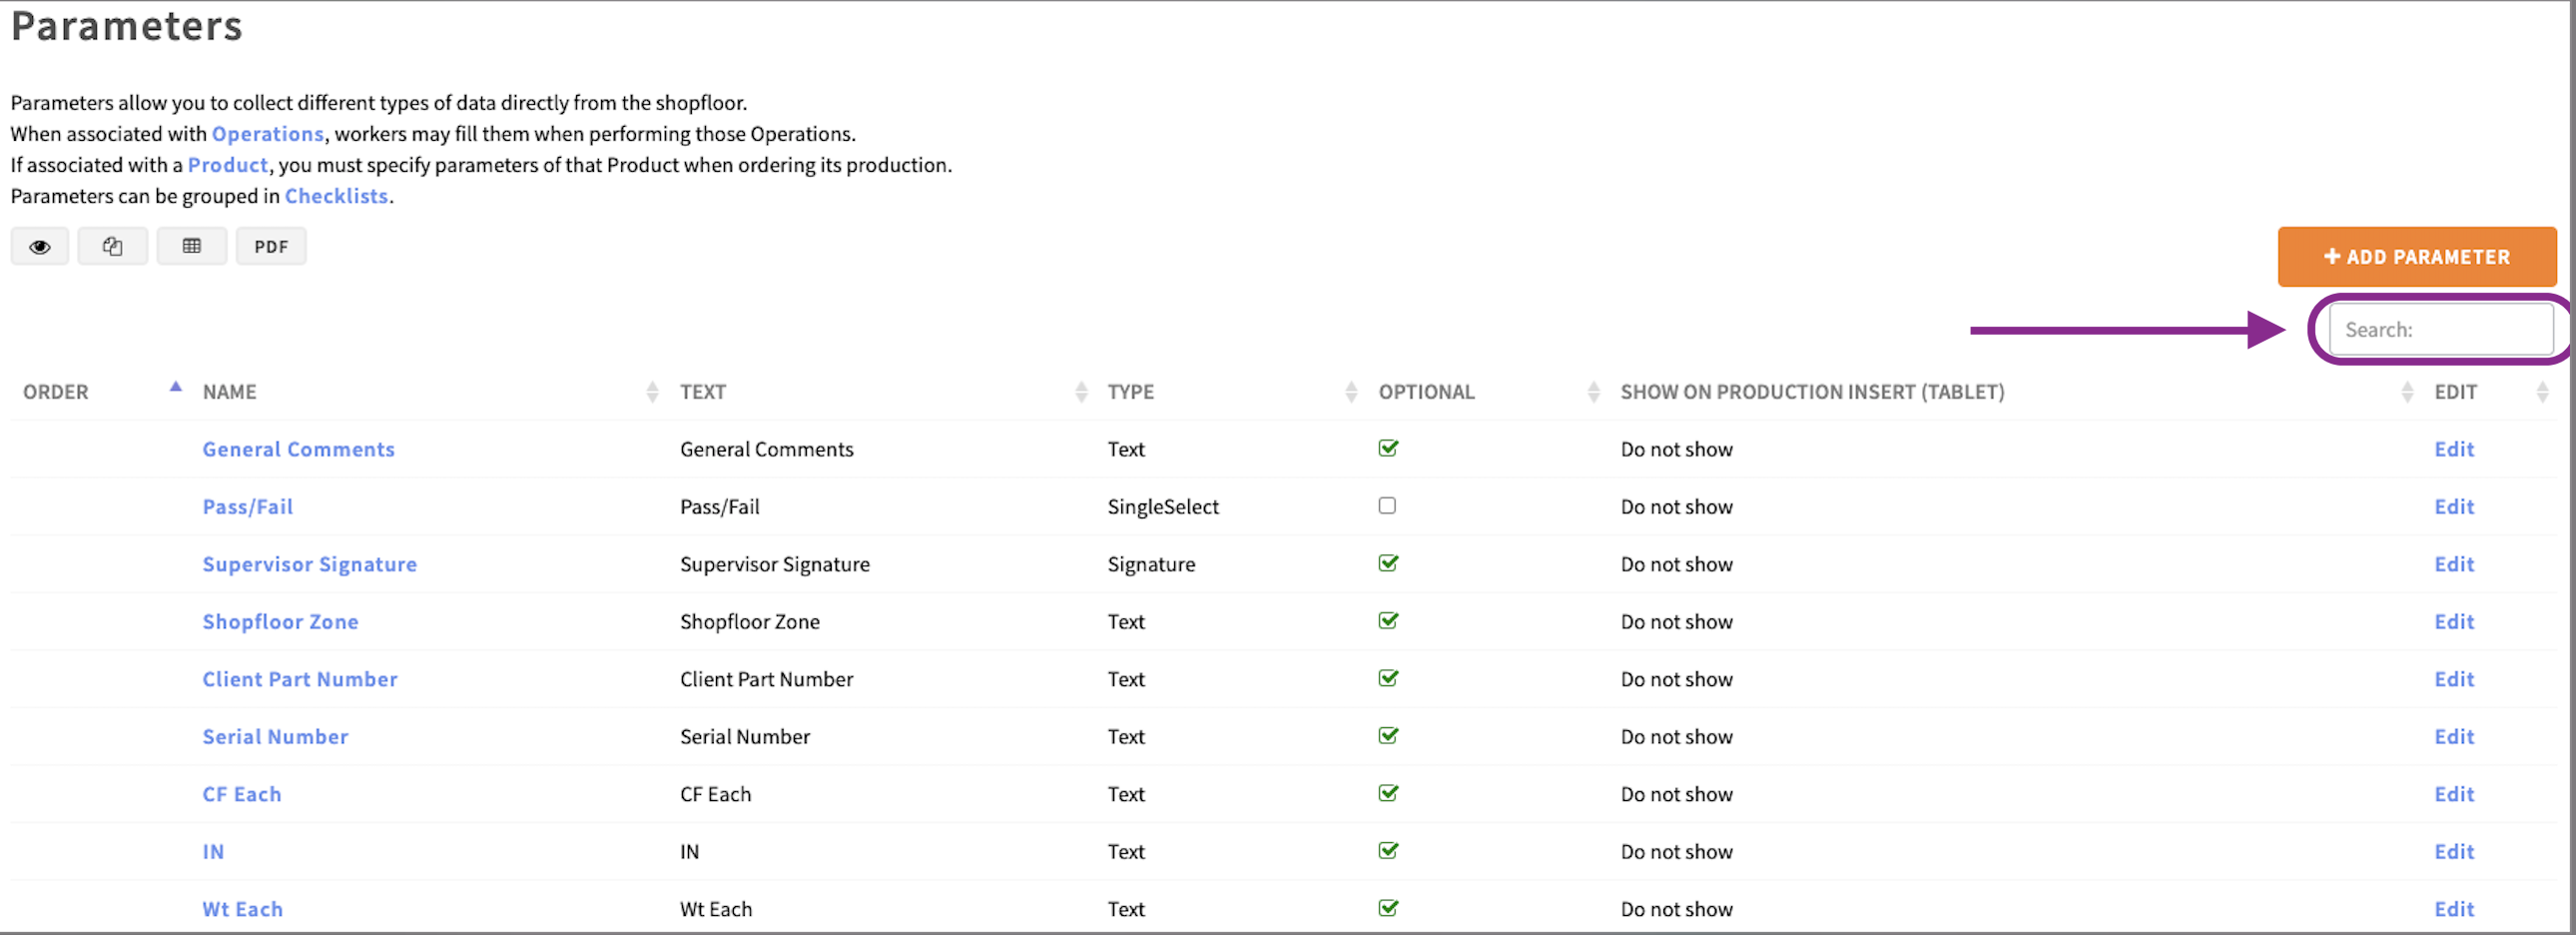 Parameters
Parameters allow you to collect different types of data directly from the shopfloor.
When associated with Operations, workers may fill them when performing those Operations.
If associated with a Product, you must specify parameters of that Product when ordering its production.
Parameters can be grouped in Checklists.
PDF
+ ADD PARAMETER
Search:
ORDER NAME TEXT TYPE OPTIONAL SHOW ON PRODUCTION INSERT (TABLET) EDIT
General Comments General Comments Text Do not show Edit
Pass/Fail Pass/Fail SingleSelect Do not show Edit
Supervisor Signature Supervisor Signature Signature Do not show Edit
Shopfloor Zone Shopfloor Zone Text Do not show Edit
Client Part Number Client Part Number Text Do not show Edit
Serial Number Serial Number Text Do not show Edit
CF Each CF Each Text Do not show Edit
IN IN Text Do not show Edit
Wt Each Wt Each Text Do not show Edit